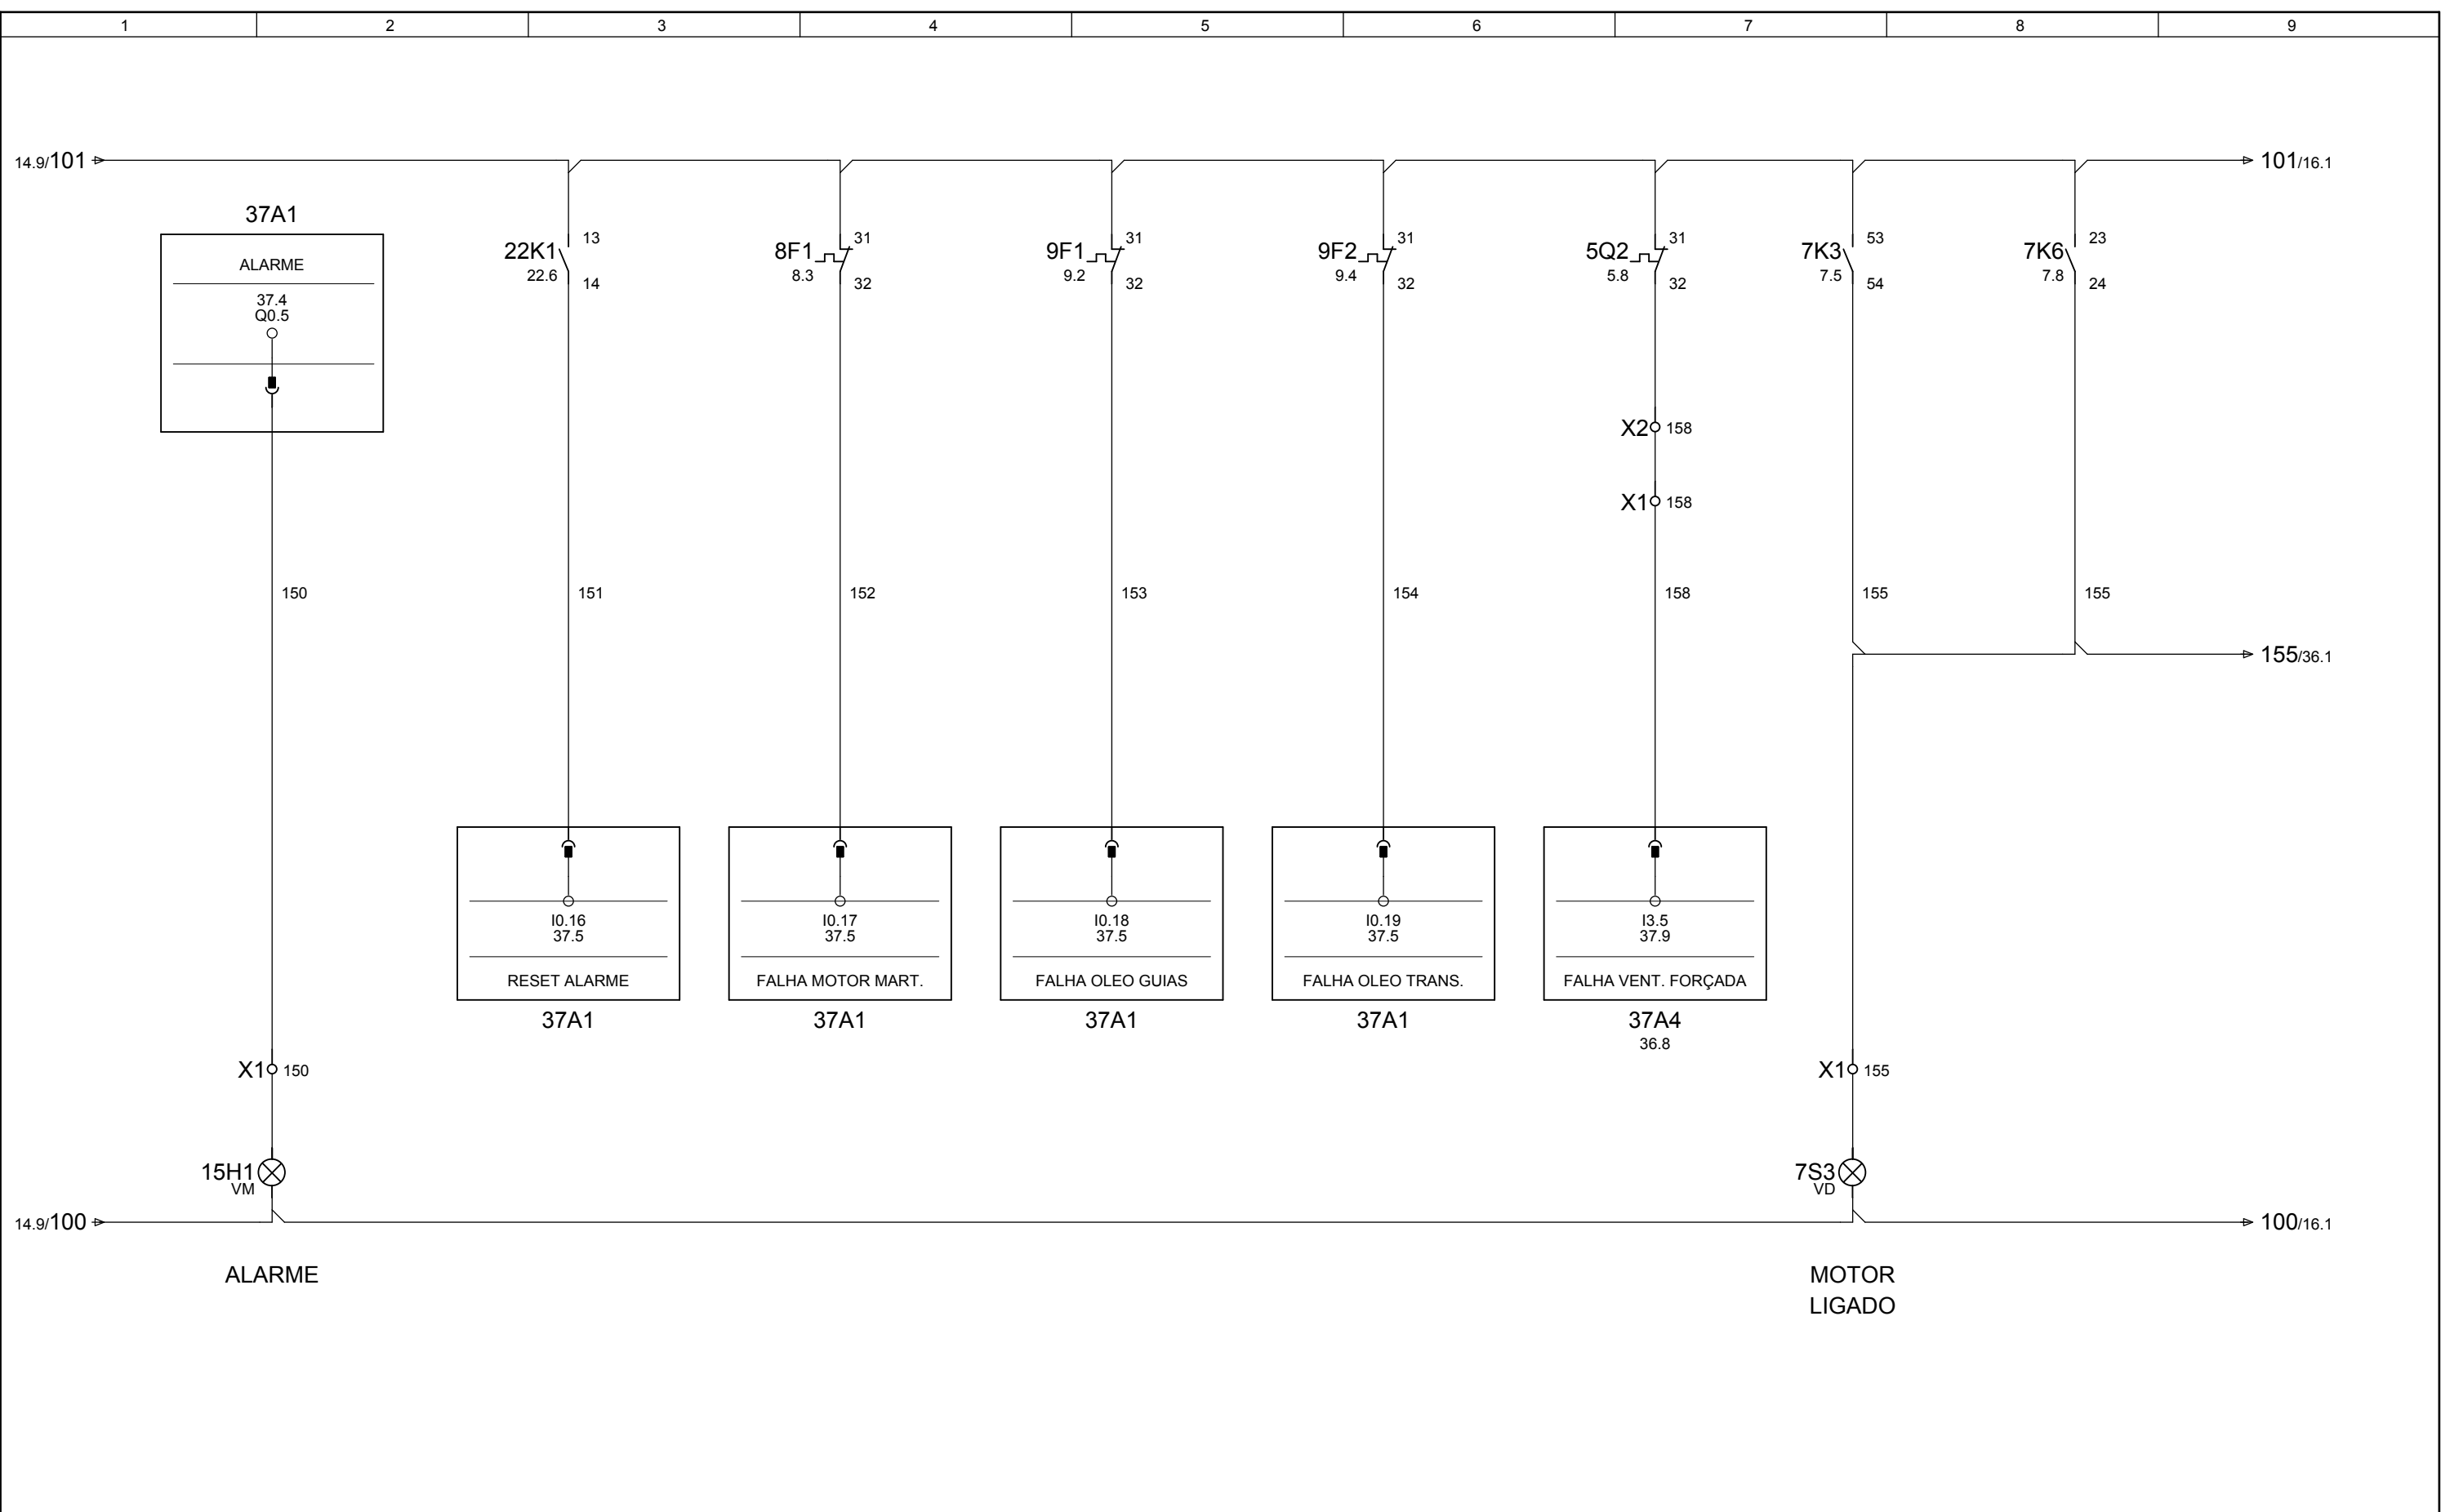 1 2 3 4 5 6 7 8 9
14.9/101 101/16.1
37A1
ALARME
37.4
Q0.5
22K1
22.6
13
14
8F1
8.3
31
32
9F1
9.2
31
32
9F2
9.4
31
32
5Q2
5.8
31
32
7K3
7.5
53
54
7K6
7.8
23
24
X2 158
X1 158
150 151 152 153 154 158 155 155
155/36.1
I0.16
37.5
RESET ALARME
37A1
I0.17
37.5
FALHA MOTOR MART.
37A1
I0.18
37.5
FALHA OLEO GUIAS
37A1
I0.19
37.5
FALHA OLEO TRANS.
37A1
I3.5
37.9
FALHA VENT. FORÇADA
37A4
36.8
X1 150
X1 155
15H1
VM
7S3
VD
14.9/100 100/16.1
ALARME
MOTOR
LIGADO